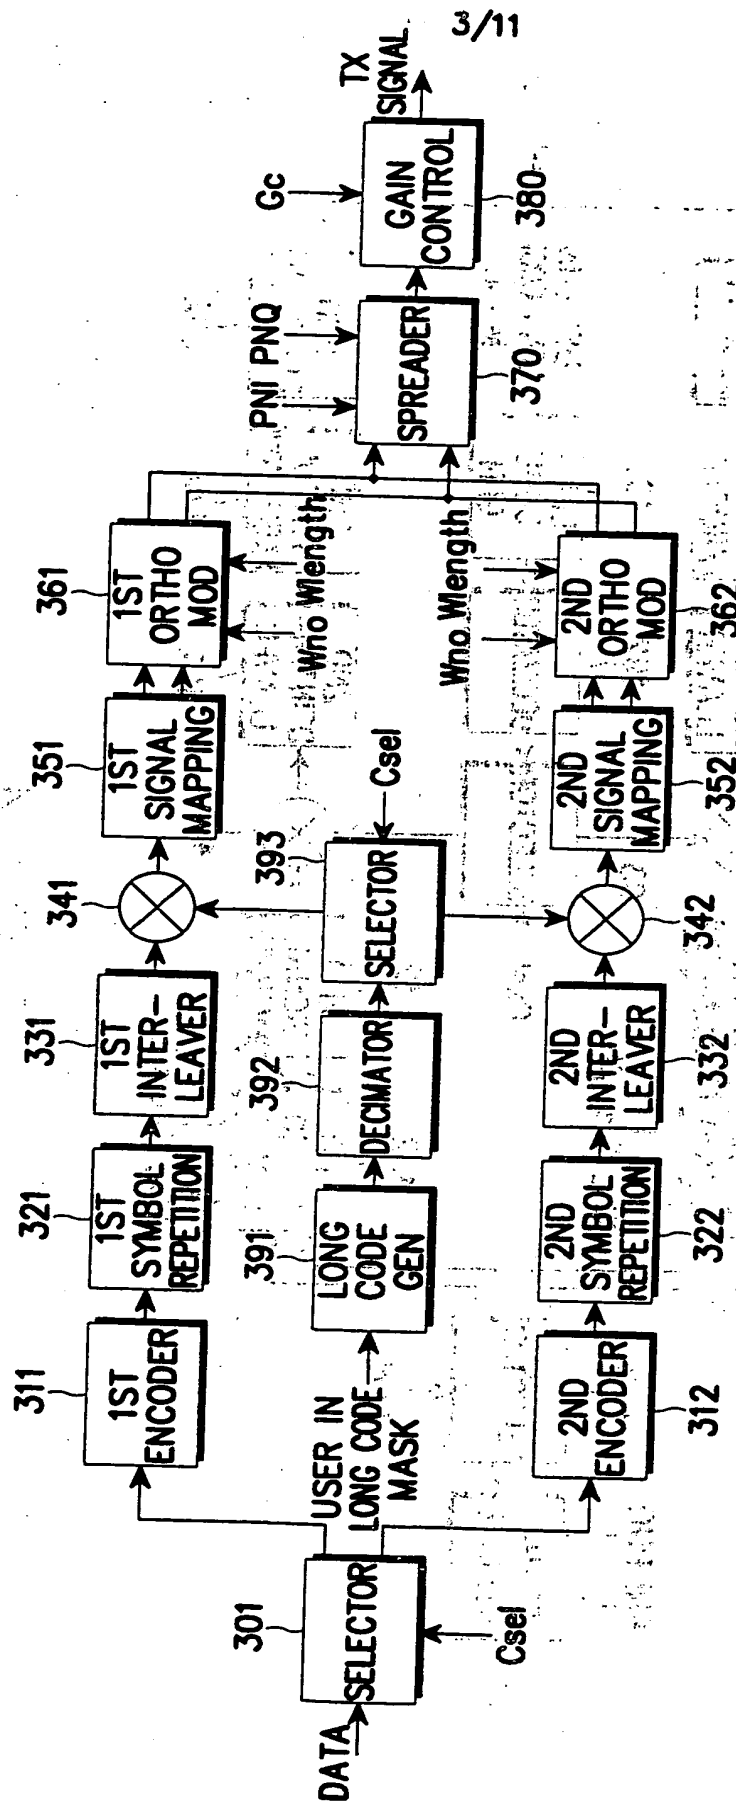 3/11
311
1ST
ENCODER
321
1ST
SYMBOL
REPETITION
331
1ST
INTER-
LEAVER
341
351
1ST
SIGNAL
MAPPING
361
1ST
ORTHO
MOD
Wno Wlength
PNI PNQ
SPREADER
370
Gc
GAIN
CONTROL
380
TX
SIGNAL
DATA
301
SELECTOR
Csel
USER IN
LONG CODE
MASK
391
LONG
CODE
GEN
392
DECIMATOR
393
SELECTOR
Csel
2ND
ENCODER
312
2ND
SYMBOL
REPETITION
322
2ND
INTER-
LEAVER
332
342
2ND
SIGNAL
MAPPING
352
Wno Wlength
2ND
ORTHO
MOD
362